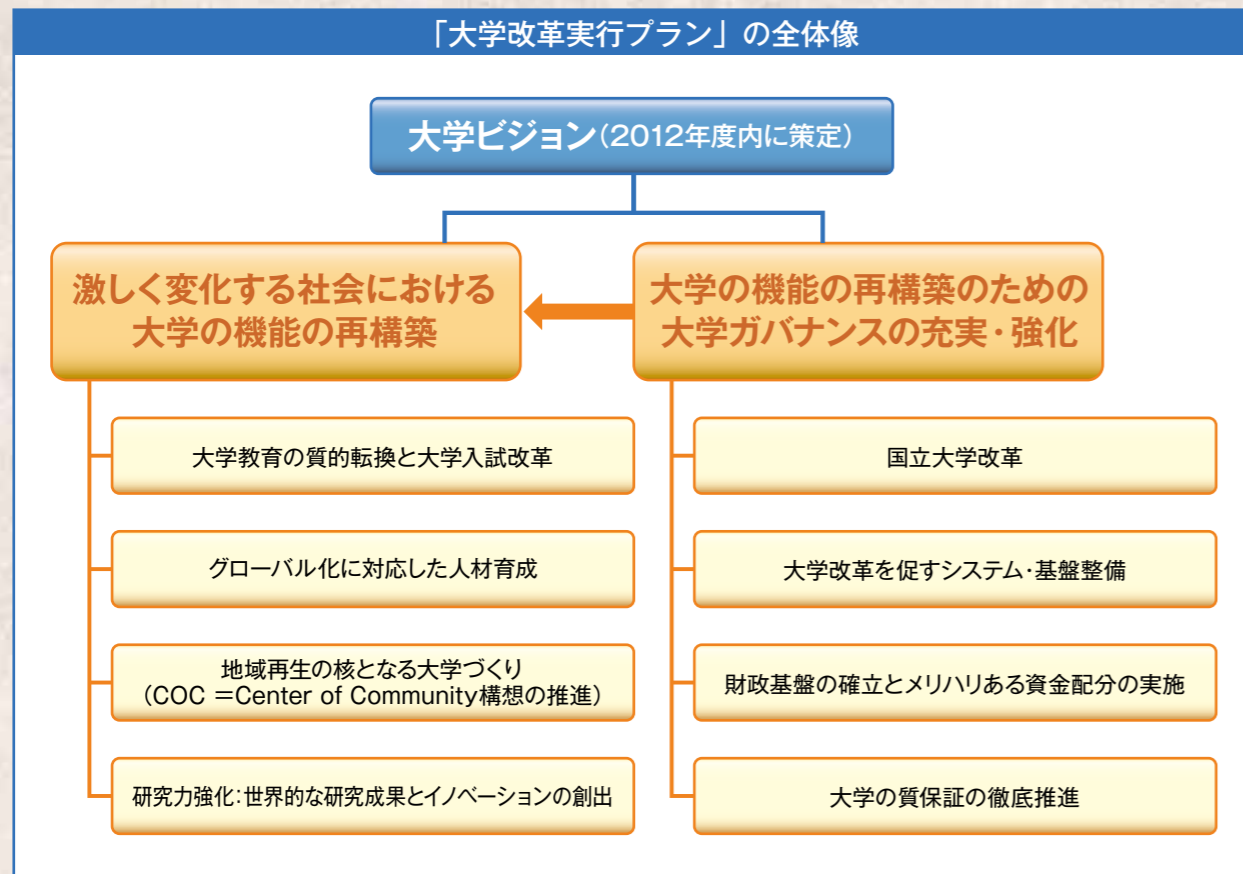 「大学改革実行プラン」の全体像
大学ビジョン(2012年度内に策定)
激しく変化する社会における
大学の機能の再構築
大学教育の質的転換と大学入試改革
グローバル化に対応した人材育成
地域再生の核となる大学づくり
(COC =Center of Community構想の推進)
研究力強化:世界的な研究成果とイノベーションの創出
大学の機能の再構築のための
大学ガバナンスの充実・強化
国立大学改革
大学改革を促すシステム・基盤整備
財政基盤の確立とメリハリある資金配分の実施
大学の質保証の徹底推進